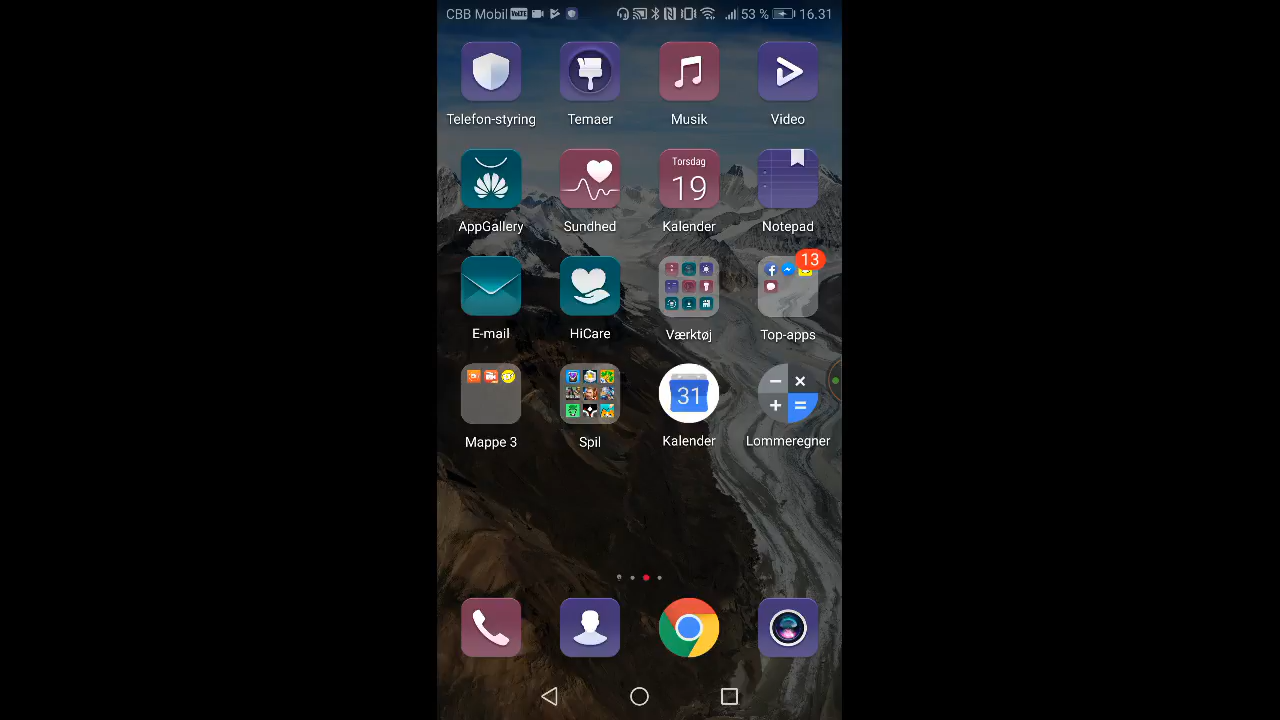 CBB Mobil VoLTE 53 % 16.31
Telefon-styring Temaer Musik Video
Torsdag
19
AppGallery Sundhed Kalender Notepad
13
E-mail HiCare Værktøj Top-apps
31
Mappe 3 Spil Kalender Lommeregner